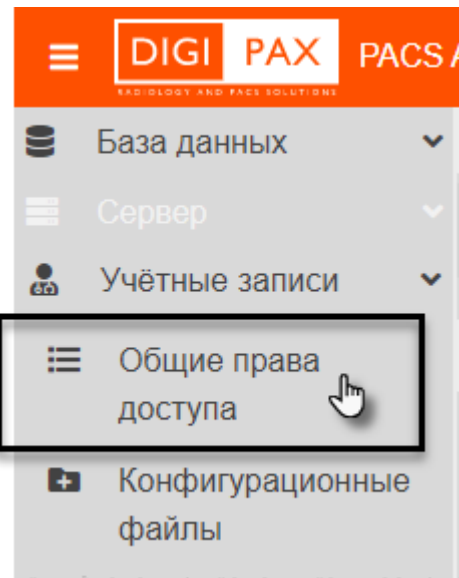 DIGI PAX PACS A
RADIOLOGY AND PACS SOLUTIONS
База данных
Сервер
Учётные записи
Общие права
доступа
Конфигурационные
файлы